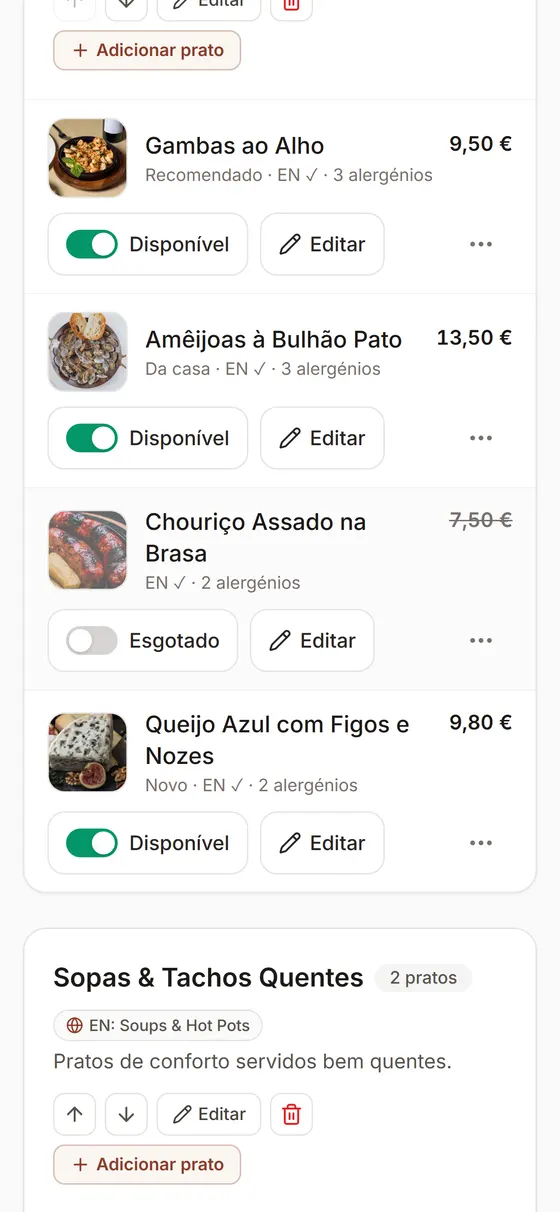 Editar
+ Adicionar prato
Gambas ao Alho
9,50 €
Recomendado · EN ✓ · 3 alergénios
Disponível
Editar
Amêijoas à Bulhão Pato
13,50 €
Da casa · EN ✓ · 3 alergénios
Disponível
Editar
Chouriço Assado na
7,50 €
Brasa
EN ✓ · 2 alergénios
Esgotado
Editar
Queijo Azul com Figos e
9,80 €
Nozes
Novo · EN ✓ · 2 alergénios
Disponível
Editar
Sopas & Tachos Quentes
2 pratos
EN: Soups & Hot Pots
Pratos de conforto servidos bem quentes.
Editar
+ Adicionar prato